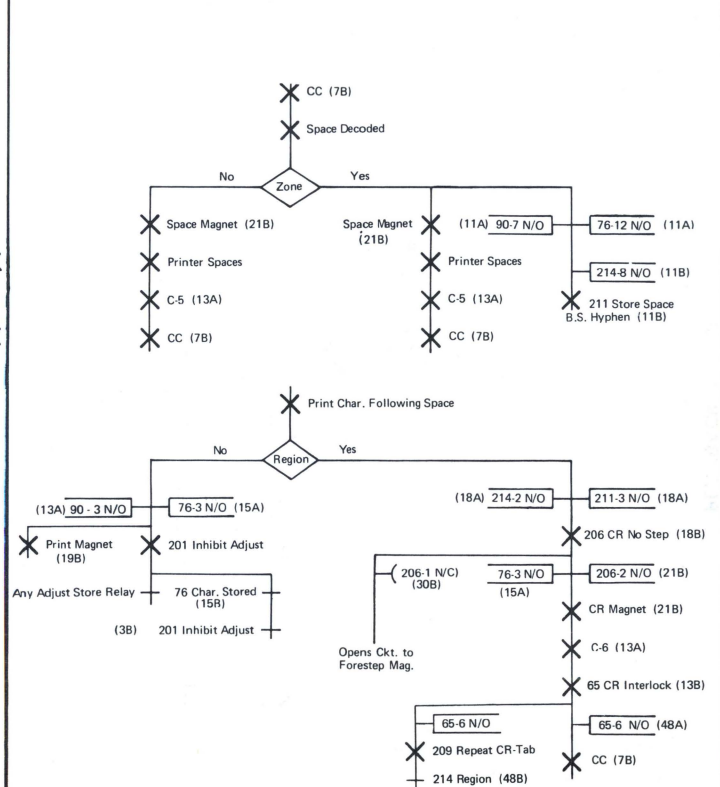 CC (7B)
Space Decoded
No
Zone
Yes
Space Magnet (21B)
Printer Spaces
C-5 (13A)
CC (7B)
Space Magnet
(21B)
Printer Spaces
C-5 (13A)
CC (7B)
(11A) 90-7 N/O
76-12 N/O (11A)
214-8 N/O (11B)
211 Store Space
B.S. Hyphen (11B)
Print Char. Following Space
No
Region
Yes
(13A) 90 - 3 N/O
76-3 N/O (15A)
Print Magnet
(19B)
201 Inhibit Adjust
Any Adjust Store Relay
76 Char. Stored
(15B)
(3B) 201 Inhibit Adjust
(18A) 214-2 N/O
211-3 N/O (18A)
206 CR No Step (18B)
206-1 N/C)
(30B)
76-3 N/O
(15A)
206-2 N/O (21B)
Opens Ckt. to
Forestep Mag.
CR Magnet (21B)
C-6 (13A)
65 CR Interlock (13B)
65-6 N/O
65-6 N/O (48A)
209 Repeat CR-Tab
CC (7B)
214 Region (48B)